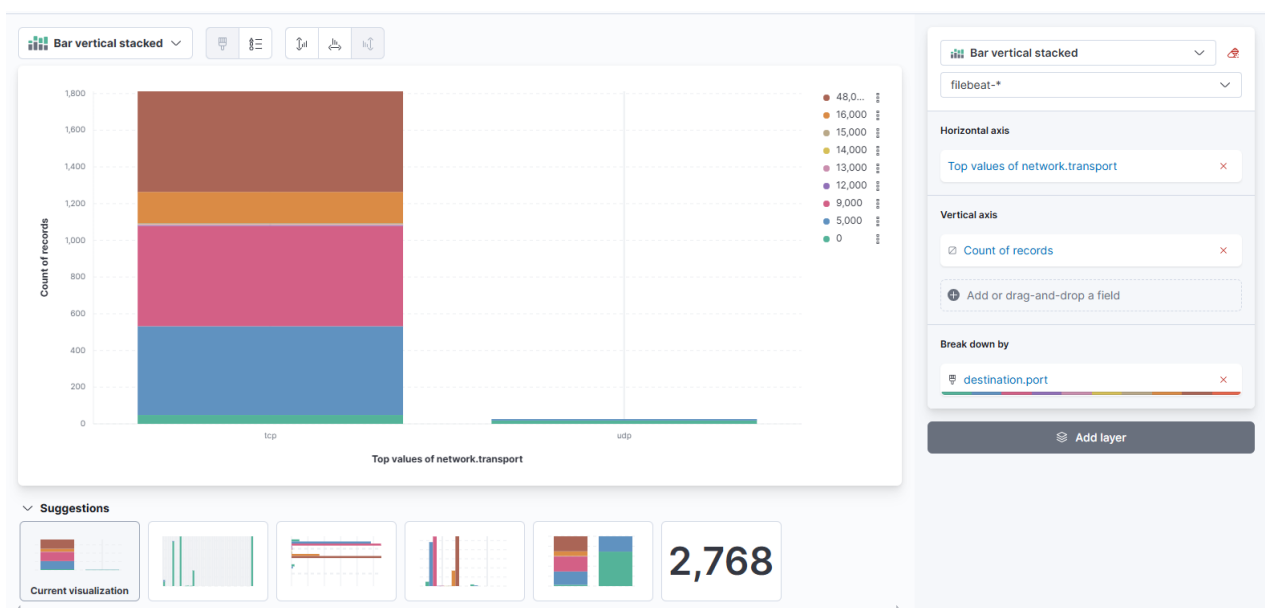 Bar vertical stacked
1,800
1,600
1,400
1,200
1,000
800
600
400
200
0
Count of records
tcp
udp
Top values of network.transport
48,0...
16,000
15,000
14,000
13,000
12,000
9,000
5,000
0
Suggestions
Current visualization
2,768
Bar vertical stacked
filebeat-*
Horizontal axis
Top values of network.transport
Vertical axis
Count of records
Add or drag-and-drop a field
Break down by
destination.port
Add layer